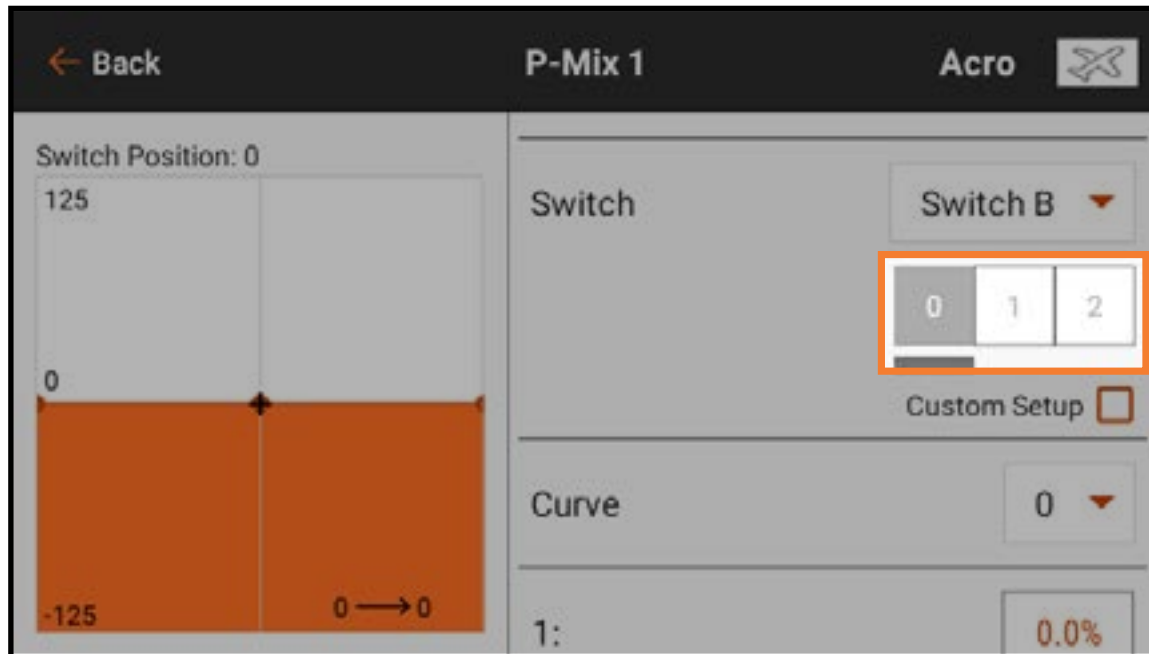 Back
P-Mix 1
Acro
Switch Position: 0
125
0
-125
0 → 0
Switch
Switch B
0 1 2
Custom Setup
Curve
0
1:
0.0%